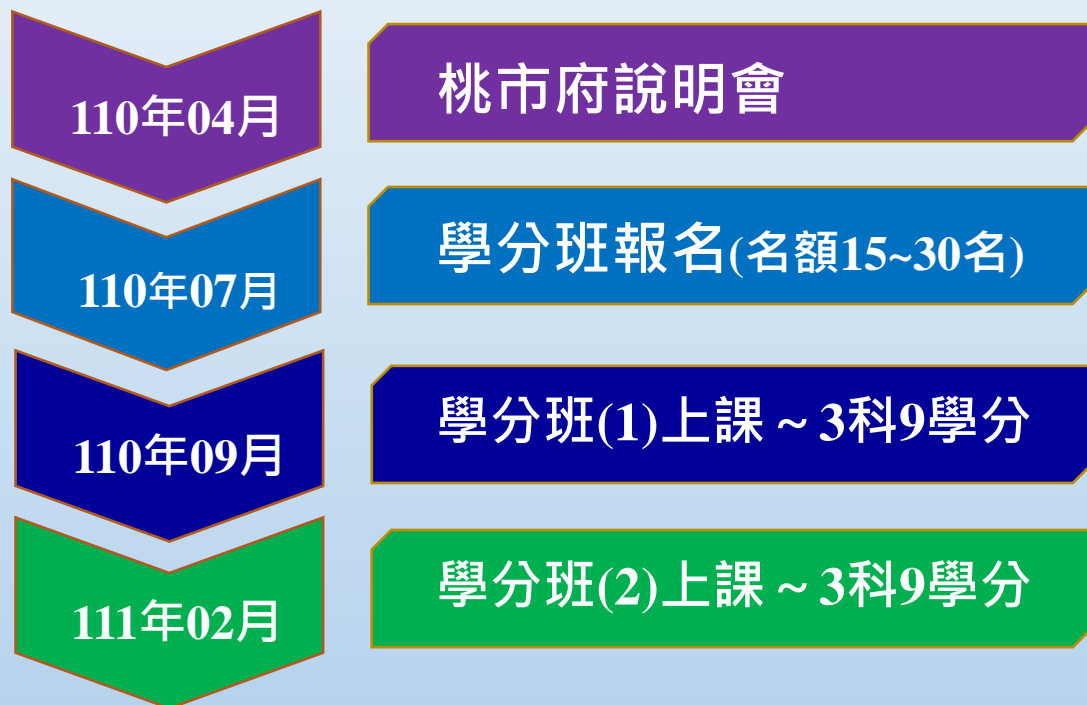 110年04月
桃市府說明會
110年07月
學分班報名(名額15~30名)
110年09月
學分班(1)上課 ~ 3科9學分
111年02月
學分班(2)上課 ~ 3科9學分